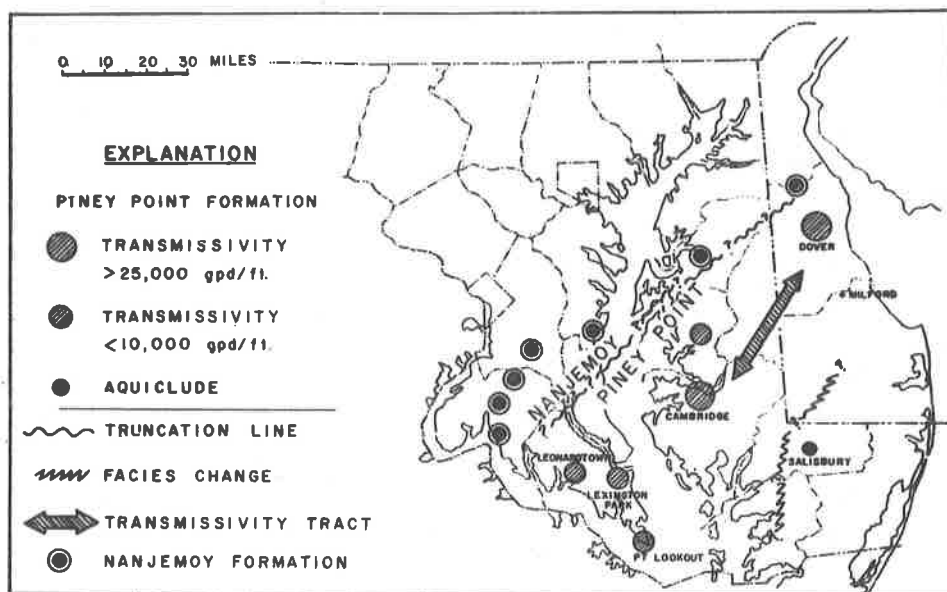 0 10 20 30 MILES
EXPLANATION
PINEY POINT FORMATION
TRANSMISSIVITY
>25,000 gpd/ft.
TRANSMISSIVITY
<10,000 gpd/ft.
AQUICLUDE
TRUNCATION LINE
FACIES CHANGE
TRANSMISSIVITY TRACT
NANJEMOY FORMATION
DOVER
MILFORD
NANJEMOY
PINEY POINT
CAMBRIDGE
SALISBURY
LEONARDTOWN
LEXINGTON
PARK
PT LOOKOUT